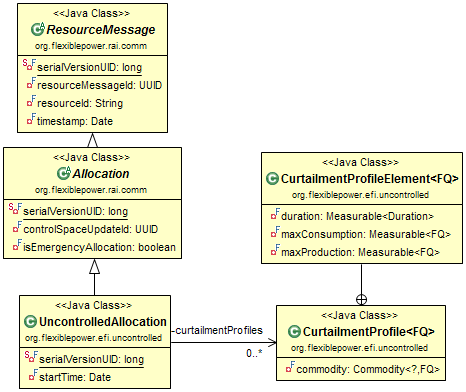 <<Java Class>>
ResourceMessage
org.flexiblepower.rai.comm
serialVersionUID: long
resourceMessageId: UUID
resourceId: String
timestamp: Date
<<Java Class>>
Allocation
org.flexiblepower.rai.comm
serialVersionUID: long
controlSpaceUpdateId: UUID
isEmergencyAllocation: boolean
<<Java Class>>
CurtailmentProfileElement<FQ>
org.flexiblepower.efi.uncontrolled
duration: Measurable<Duration>
maxConsumption: Measurable<FQ>
maxProduction: Measurable<FQ>
<<Java Class>>
UncontrolledAllocation
org.flexiblepower.efi.uncontrolled
serialVersionUID: long
startTime: Date
-curtailmentProfiles
0..*
<<Java Class>>
CurtailmentProfile<FQ>
org.flexiblepower.efi.uncontrolled
commodity: Commodity<?,FQ>